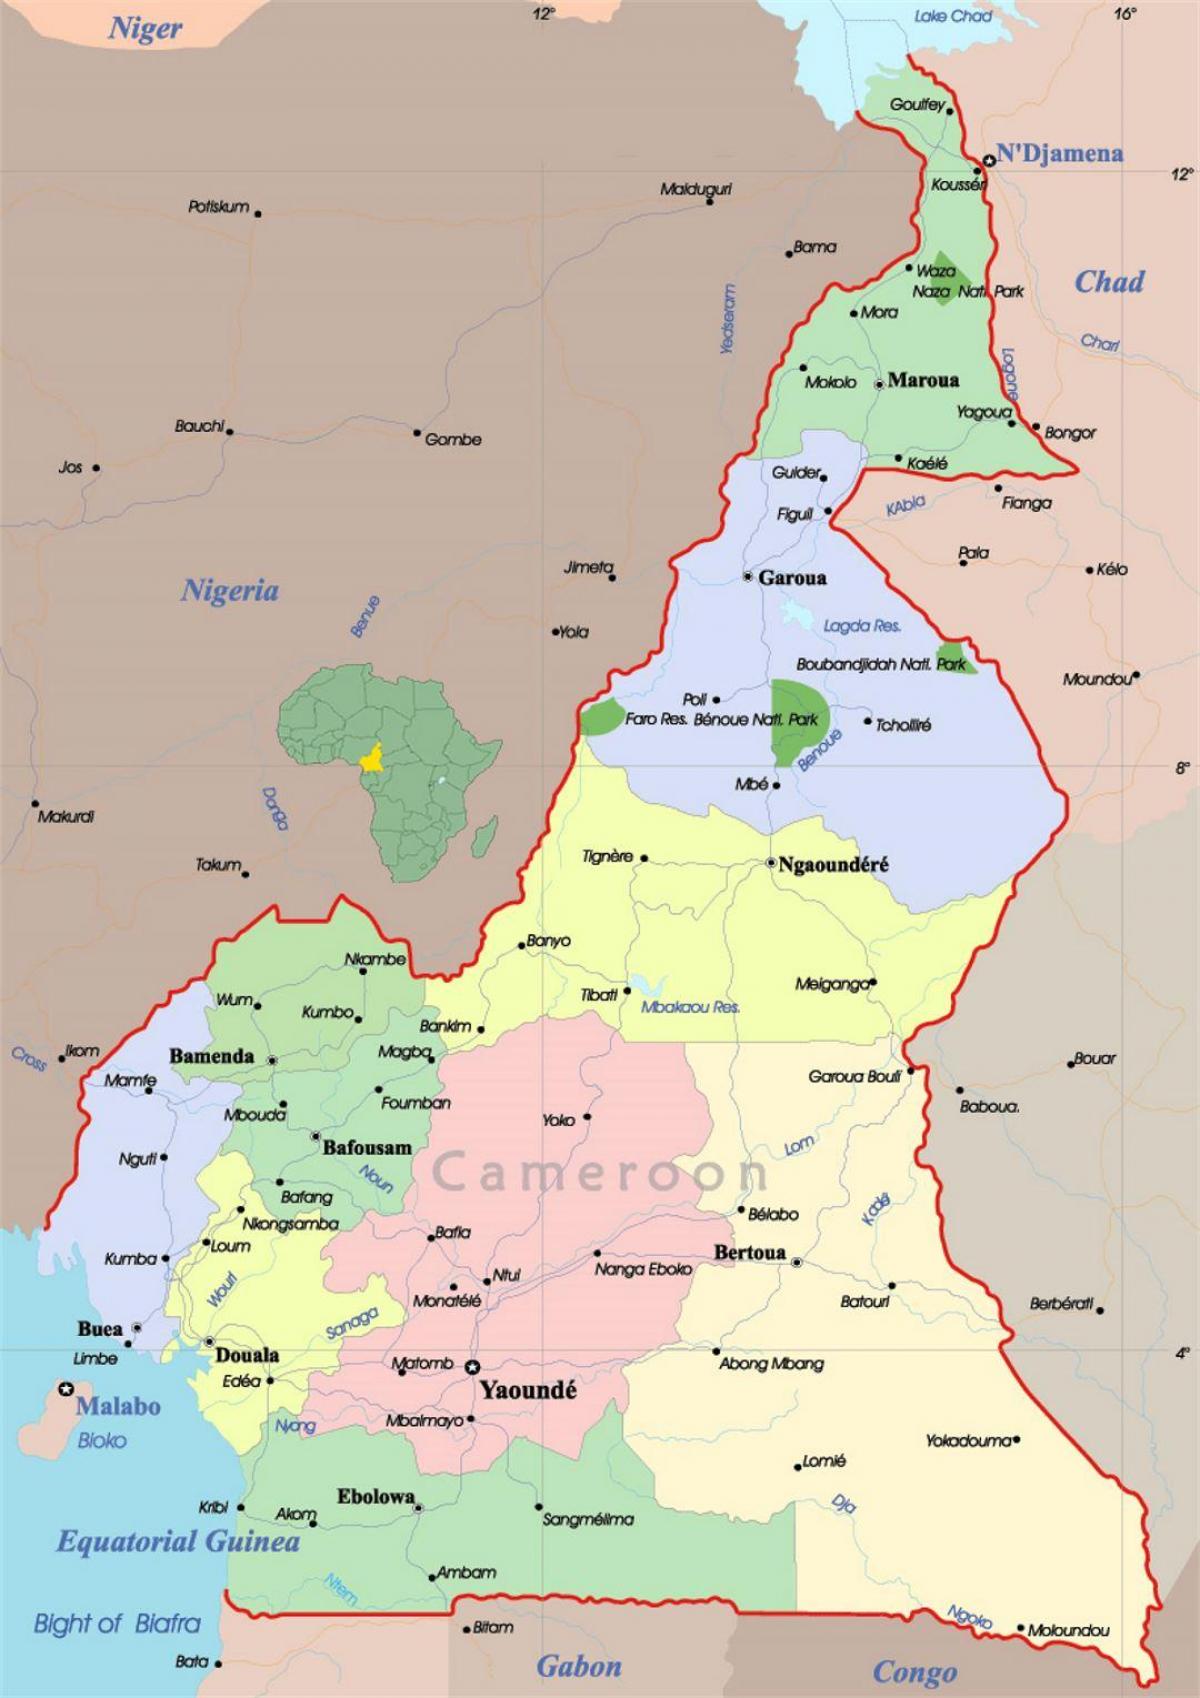 12°
16°
Niger
Lake Chad
Goulfey
N'Djamena
12°
Kousséri
Maiduguri
Potiskum
Bama
Waza
Naza Natl. Park
Chad
Yedseram
Mora
Chari
Logone
Mokolo
Maroua
Yagoua
Bongor
Bauchi
Gombe
Jos
Kaélé
Guider
Fianga
KAbia
Figuil
Pala
Kélo
Jimeta
Garoua
Nigeria
Benue
Yola
Lagda Res.
Boubandjidah Natl. Park
Moundou
Poli
Faro Res.
Bénoue Natl. Park
Tcholliré
Benoue
8°
Mbé
Makurdi
Donga
Takum
Tignère
Ngaoundéré
Banyo
Nkambe
Meiganga
Tibati
Mbakaou Res.
Wum
Kumbo
Bankim
Cross
Ikom
Bamenda
Magba
Bouar
Mamfe
Garoua Bouli
Baboua.
Mbouda
Foumban
Yoko
Bafousam
Lom
Nguti
Cameroon
Noun
Bafang
Kadéï
Nkongsamba
Bélabo
Bafia
Loum
Kumba
Bertoua
Nanga Eboko
Ntui
Wouri
Monatélé
Batouri
Berbérati
Sanaga
Buea
Limbe
Douala
4°
Matomb
Abong Mbang
Edéa
Yaoundé
Malabo
Bioko
Nyong
Mbalmayo
Yokadouma
Lomié
Ebolowa
Kribi
Akom
Sangmélima
Dja
Equatorial Guinea
Ambam
Ntem
Bight of Biafra
Ngoko
Bitam
Moloundou
Bata
Gabon
Congo